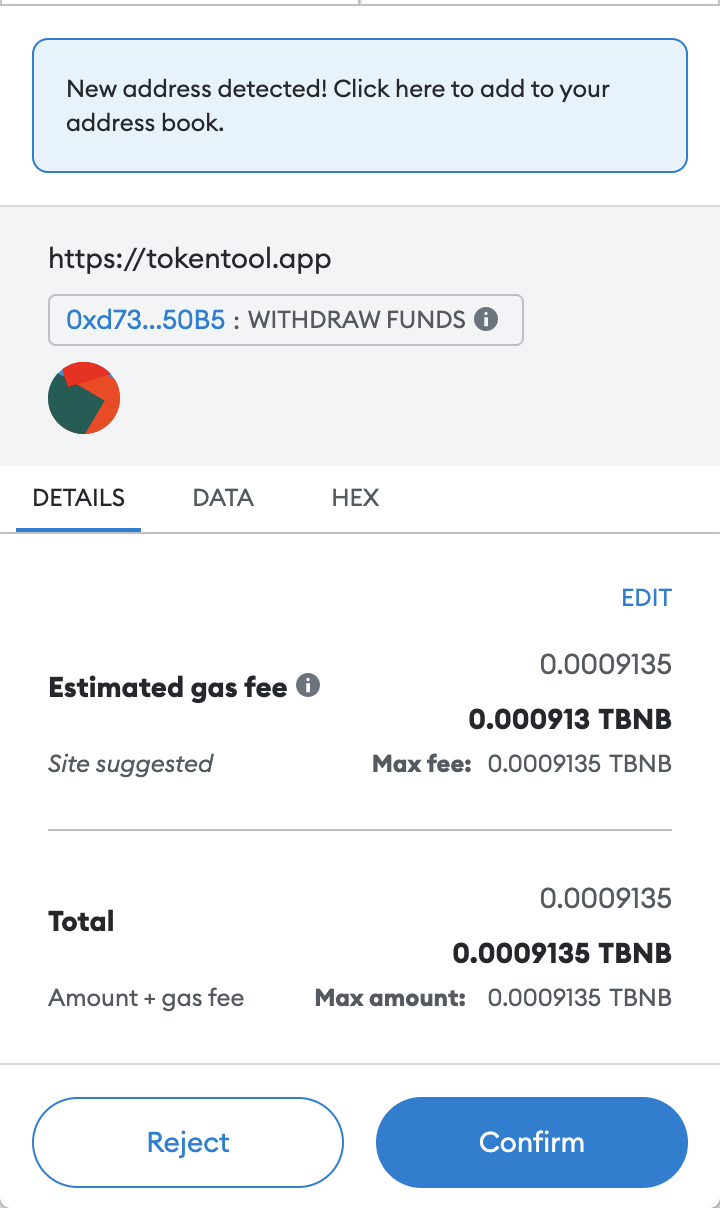 New address detected! Click here to add to your
address book.
https://tokentool.app
0xd73...50B5 : WITHDRAW FUNDS
DETAILS DATA HEX
EDIT
0.0009135
Estimated gas fee
0.000913 TBNB
Site suggested Max fee: 0.0009135 TBNB
0.0009135
Total
0.0009135 TBNB
Amount + gas fee Max amount: 0.0009135 TBNB
Reject Confirm